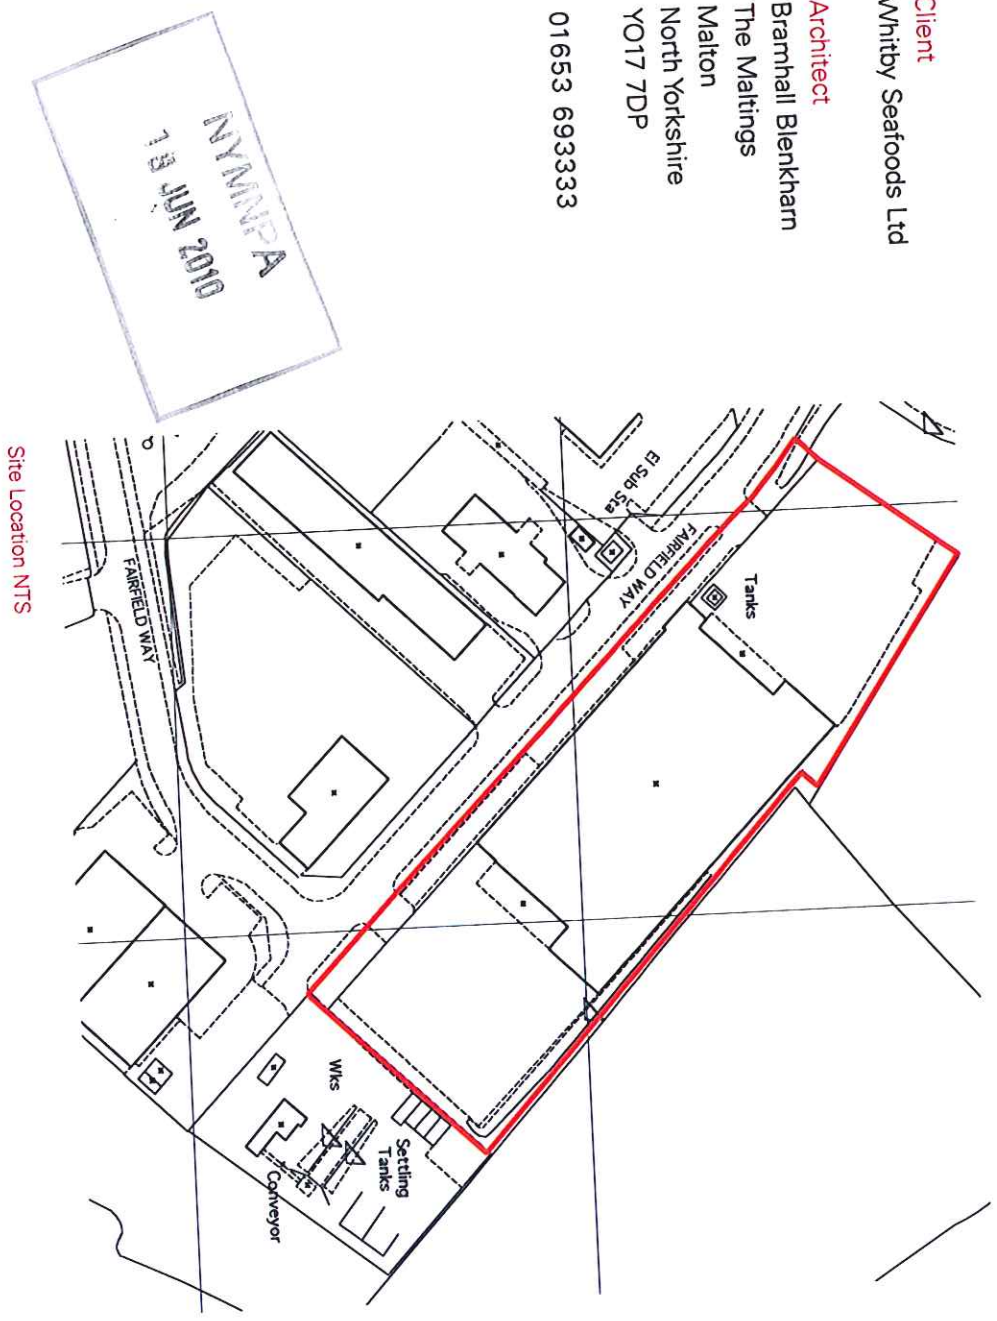 Client
Whitby Seafoods Ltd
Architect
Bramhall Blenkharn
The Maltings
Malton
North Yorkshire
YO17 7DP
01653 693333
NYMNPA
JUN 2010
El Sub Sta
FAIRFIELD WAY
Tanks
FAIRFIELD WAY
Wks
Settling
Tanks
Conveyor
Site Location NTS